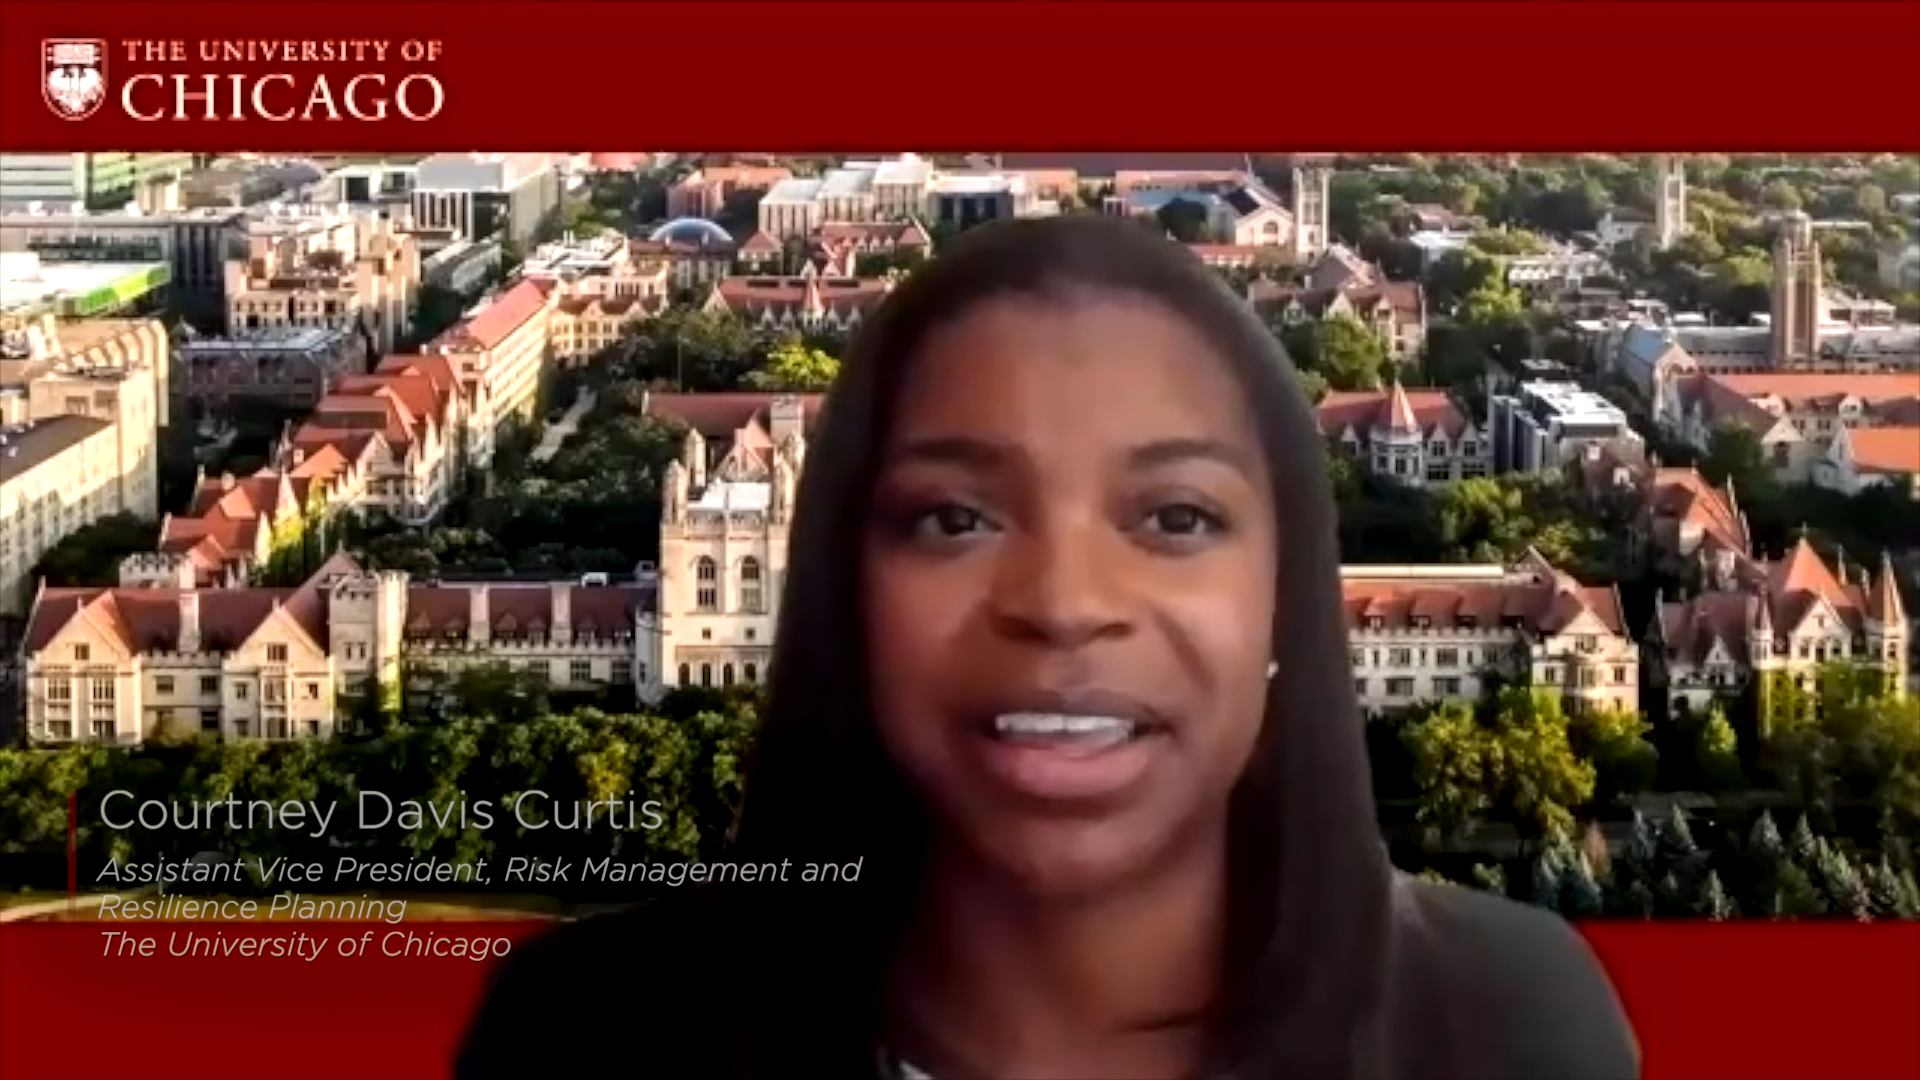 THE UNIVERSITY OF
CHICAGO
Courtney Davis Curtis
Assistant Vice President, Risk Management and
Resilience Planning
The University of Chicago